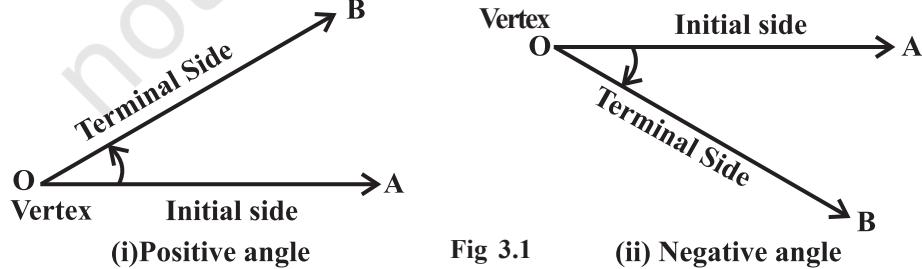 B
Terminal Side
O
A
Vertex
Initial side
(i)Positive angle
Vertex
Initial side
O
A
Terminal Side
B
Fig 3.1
(ii) Negative angle